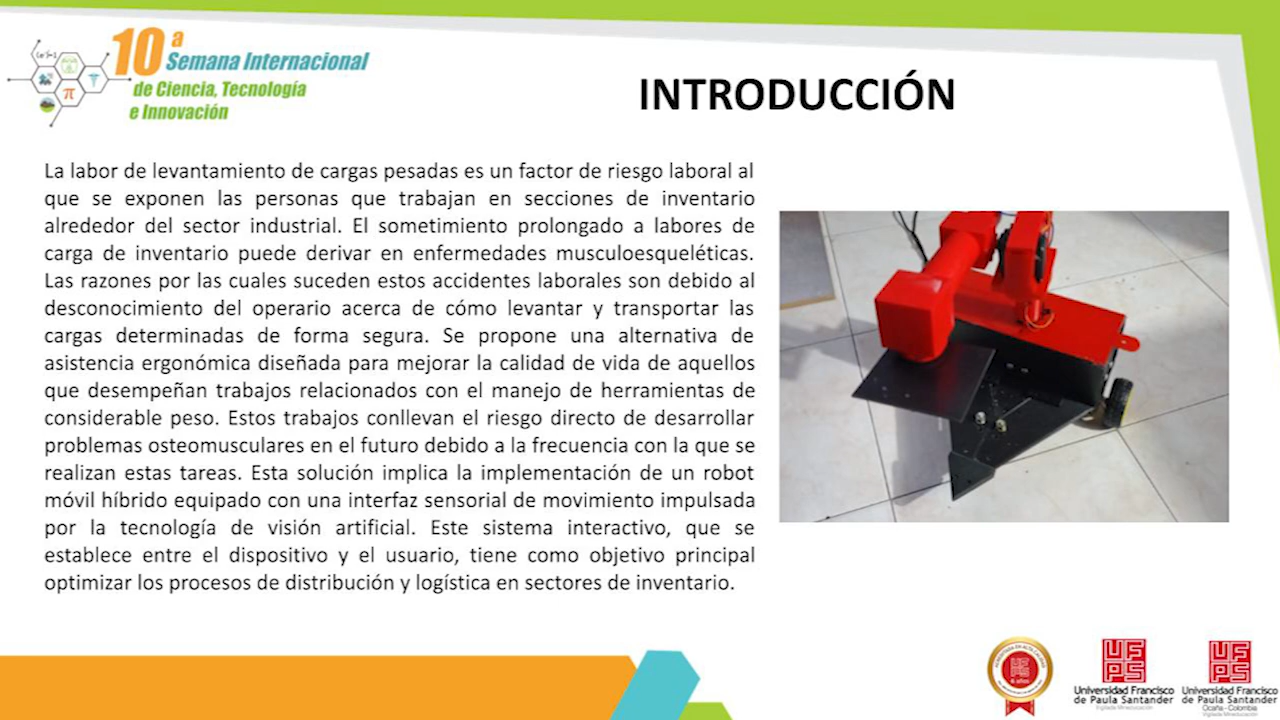 10ª
Semana Internacional
de Ciencia, Tecnología
e Innovación
π
INTRODUCCIÓN
La labor de levantamiento de cargas pesadas es un factor de riesgo laboral al
que se exponen las personas que trabajan en secciones de inventario
alrededor del sector industrial. El sometimiento prolongado a labores de
carga de inventario puede derivar en enfermedades musculoesqueléticas.
Las razones por las cuales suceden estos accidentes laborales son debido al
desconocimiento del operario acerca de cómo levantar y transportar las
cargas determinadas de forma segura. Se propone una alternativa de
asistencia ergonómica diseñada para mejorar la calidad de vida de aquellos
que desempeñan trabajos relacionados con el manejo de herramientas de
considerable peso. Estos trabajos conllevan el riesgo directo de desarrollar
problemas osteomusculares en el futuro debido a la frecuencia con la que se
realizan estas tareas. Esta solución implica la implementación de un robot
móvil híbrido equipado con una interfaz sensorial de movimiento impulsada
por la tecnología de visión artificial. Este sistema interactivo, que se
establece entre el dispositivo y el usuario, tiene como objetivo principal
optimizar los procesos de distribución y logística en sectores de inventario.
UFPS
Universidad Francisco
de Paula Santander
Vigilada Mineducación
UFPS
Universidad Francisco
de Paula Santander
Ocaña - Colombia
Vigilada Mineducación